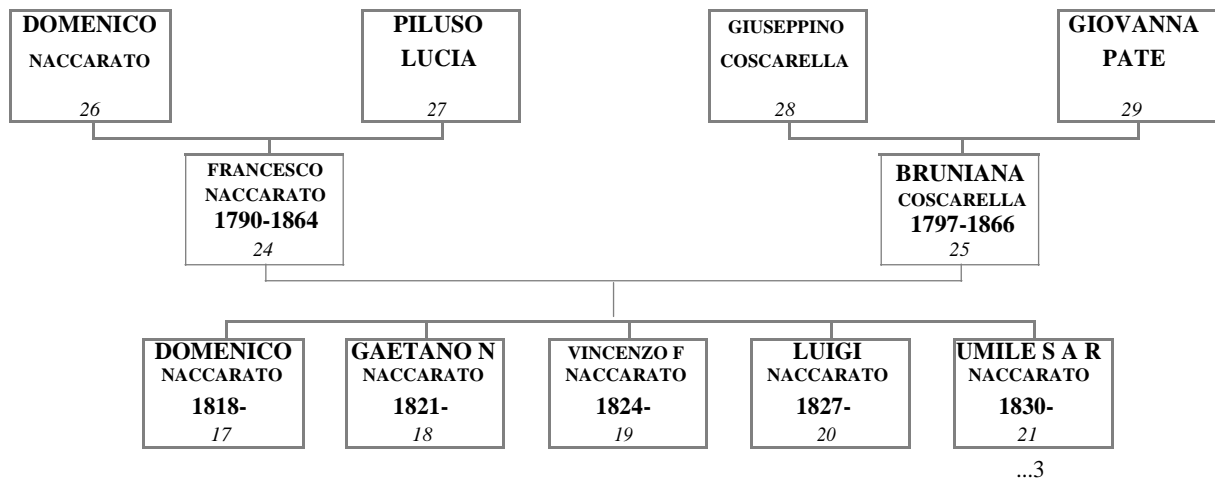 DOMENICO
NACCARATO
26
PILUSO
LUCIA
27
GIUSEPPINO
COSCARELLA
28
GIOVANNA
PATE
29
FRANCESCO
NACCARATO
1790-1864
24
BRUNIANA
COSCARELLA
1797-1866
25
DOMENICO
NACCARATO
1818-
17
GAETANO N
NACCARATO
1821-
18
VINCENZO F
NACCARATO
1824-
19
LUIGI
NACCARATO
1827-
20
UMILE S A R
NACCARATO
1830-
21
...3